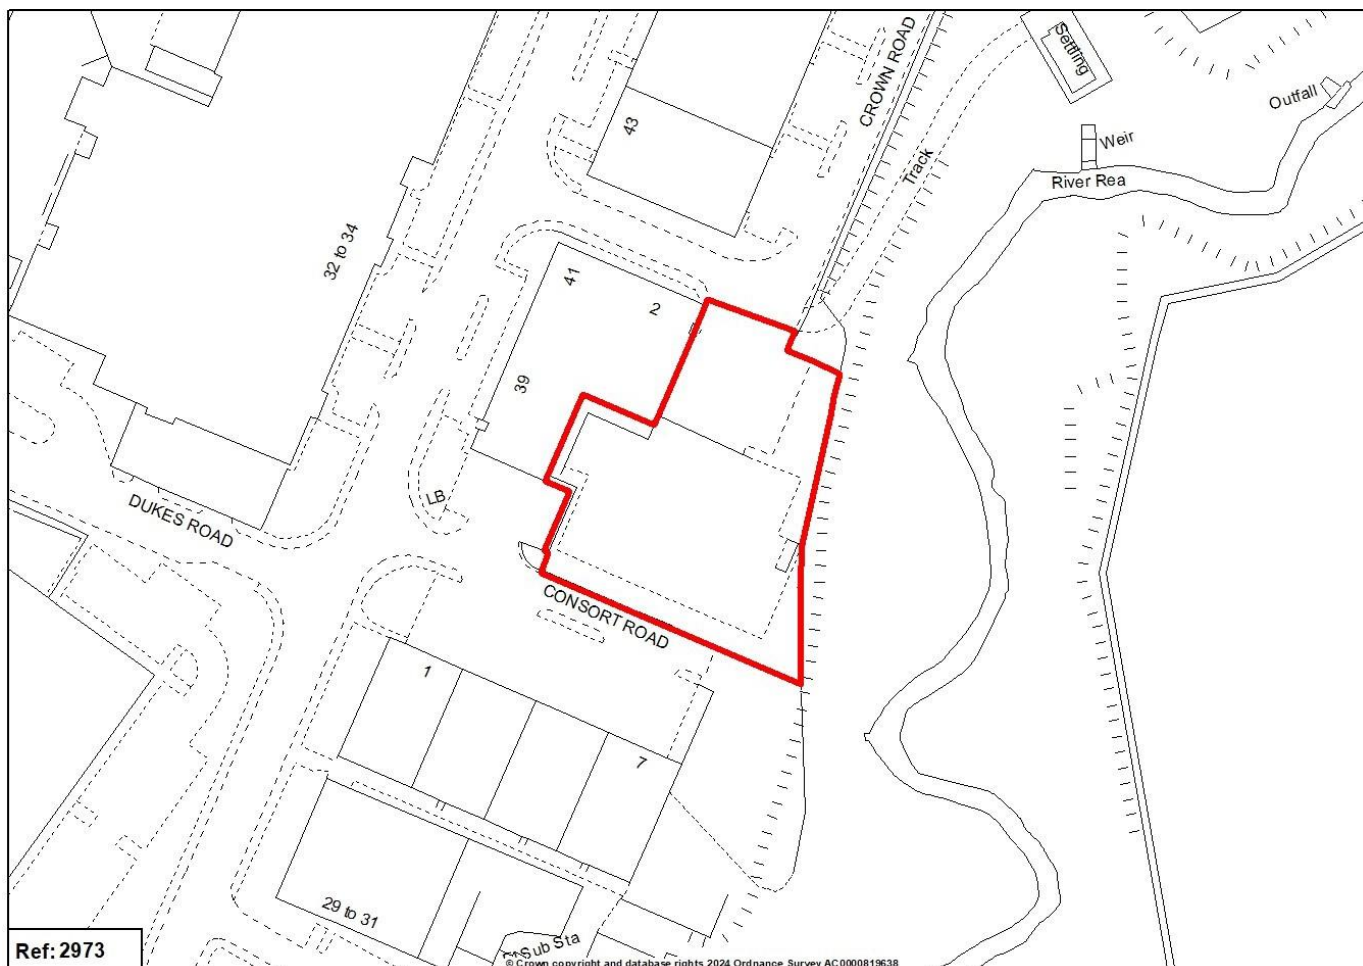 CROWN ROAD
Settling
Outfall
Weir
Track
River Rea
43
32 to 34
41
2
39
LB
DUKES ROAD
CONSORT ROAD
1
7
29 to 31
Sub Sta
Ref: 2973
© Crown copyright and database rights 2024 Ordnance Survey AC0000819638